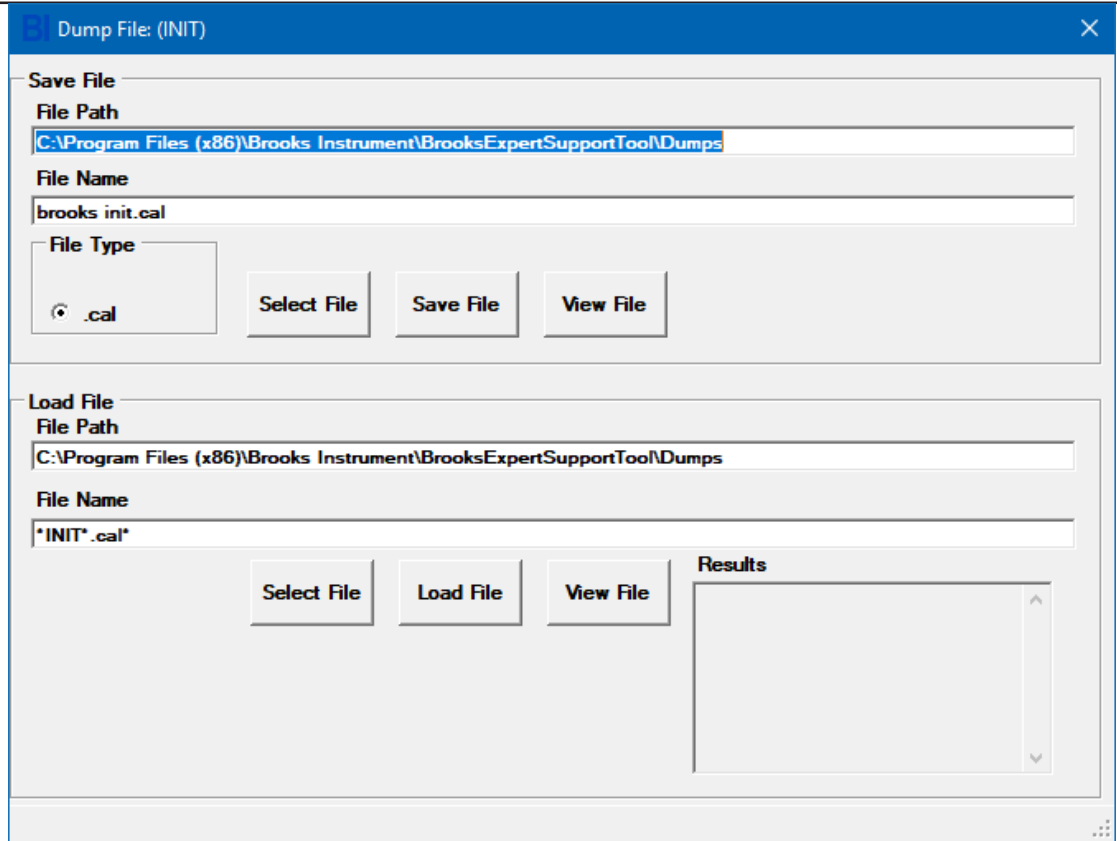 BI Dump File: (INIT)
Save File
File Path
C:\Program Files (x86)\Brooks Instrument\BrooksExpertSupportTool\Dumps
File Name
brooks init.cal
File Type
.cal
Select File
Save File
View File
Load File
File Path
C:\Program Files (x86)\Brooks Instrument\BrooksExpertSupportTool\Dumps
File Name
*INIT*.cal*
Select File
Load File
View File
Results